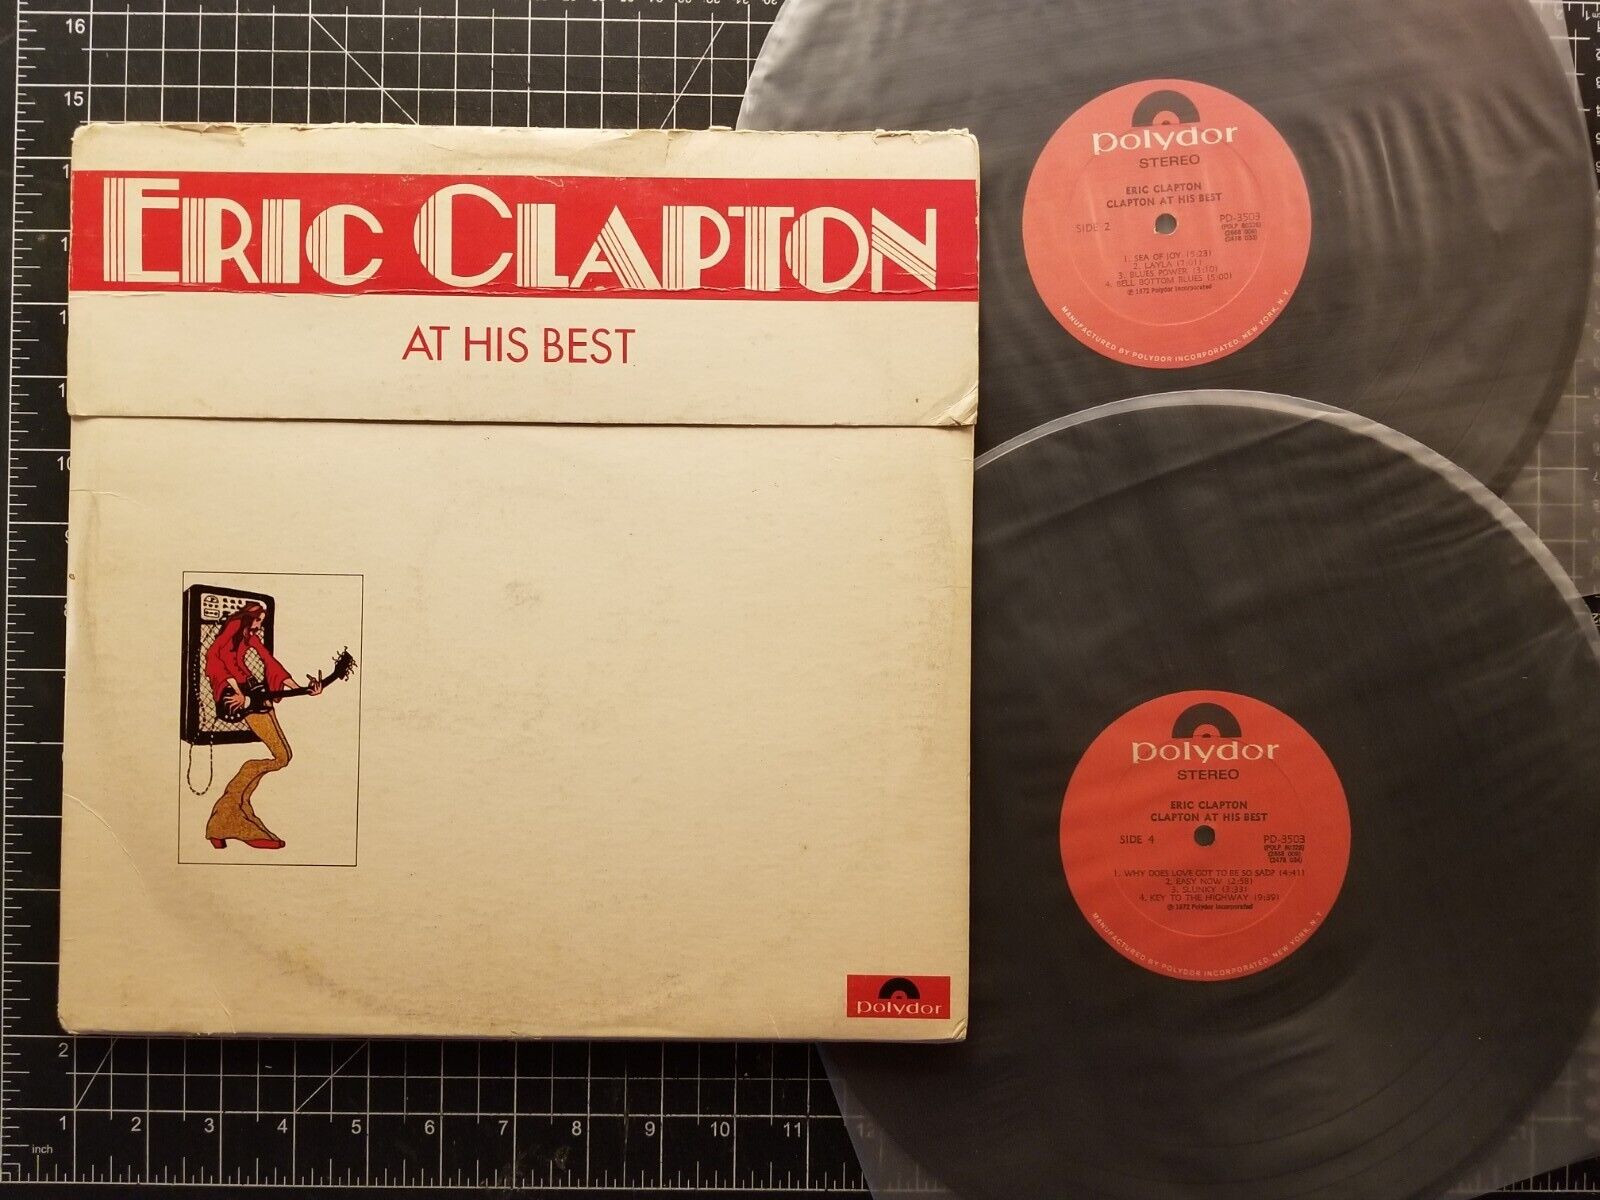 ERIC CLAPTON
AT HIS BEST
polydor
polydor
STEREO
ERIC CLAPTON
CLAPTON AT HIS BEST
SIDE 2
PD-3503
1. SEA OF JOY (5:23)
2. LAYLA (7:01)
3. BLUES POWER (3:10)
4. BELL BOTTOM BLUES (5:00)
℗ 1972 Polydor Incorporated
MANUFACTURED BY POLYDOR INCORPORATED, NEW YORK, N. Y.
polydor
STEREO
ERIC CLAPTON
CLAPTON AT HIS BEST
SIDE 4
PD-3503
1. WHY DOES LOVE GOT TO BE SO SAD? (4:41)
2. EASY NOW (2:58)
3. SLUNKY (3:33)
4. KEY TO THE HIGHWAY (9:39)
℗ 1972 Polydor Incorporated
MANUFACTURED BY POLYDOR INCORPORATED, NEW YORK, N. Y.
16
15
2
1 2 3 4 5 6 7 8 9 10 11 12
inch